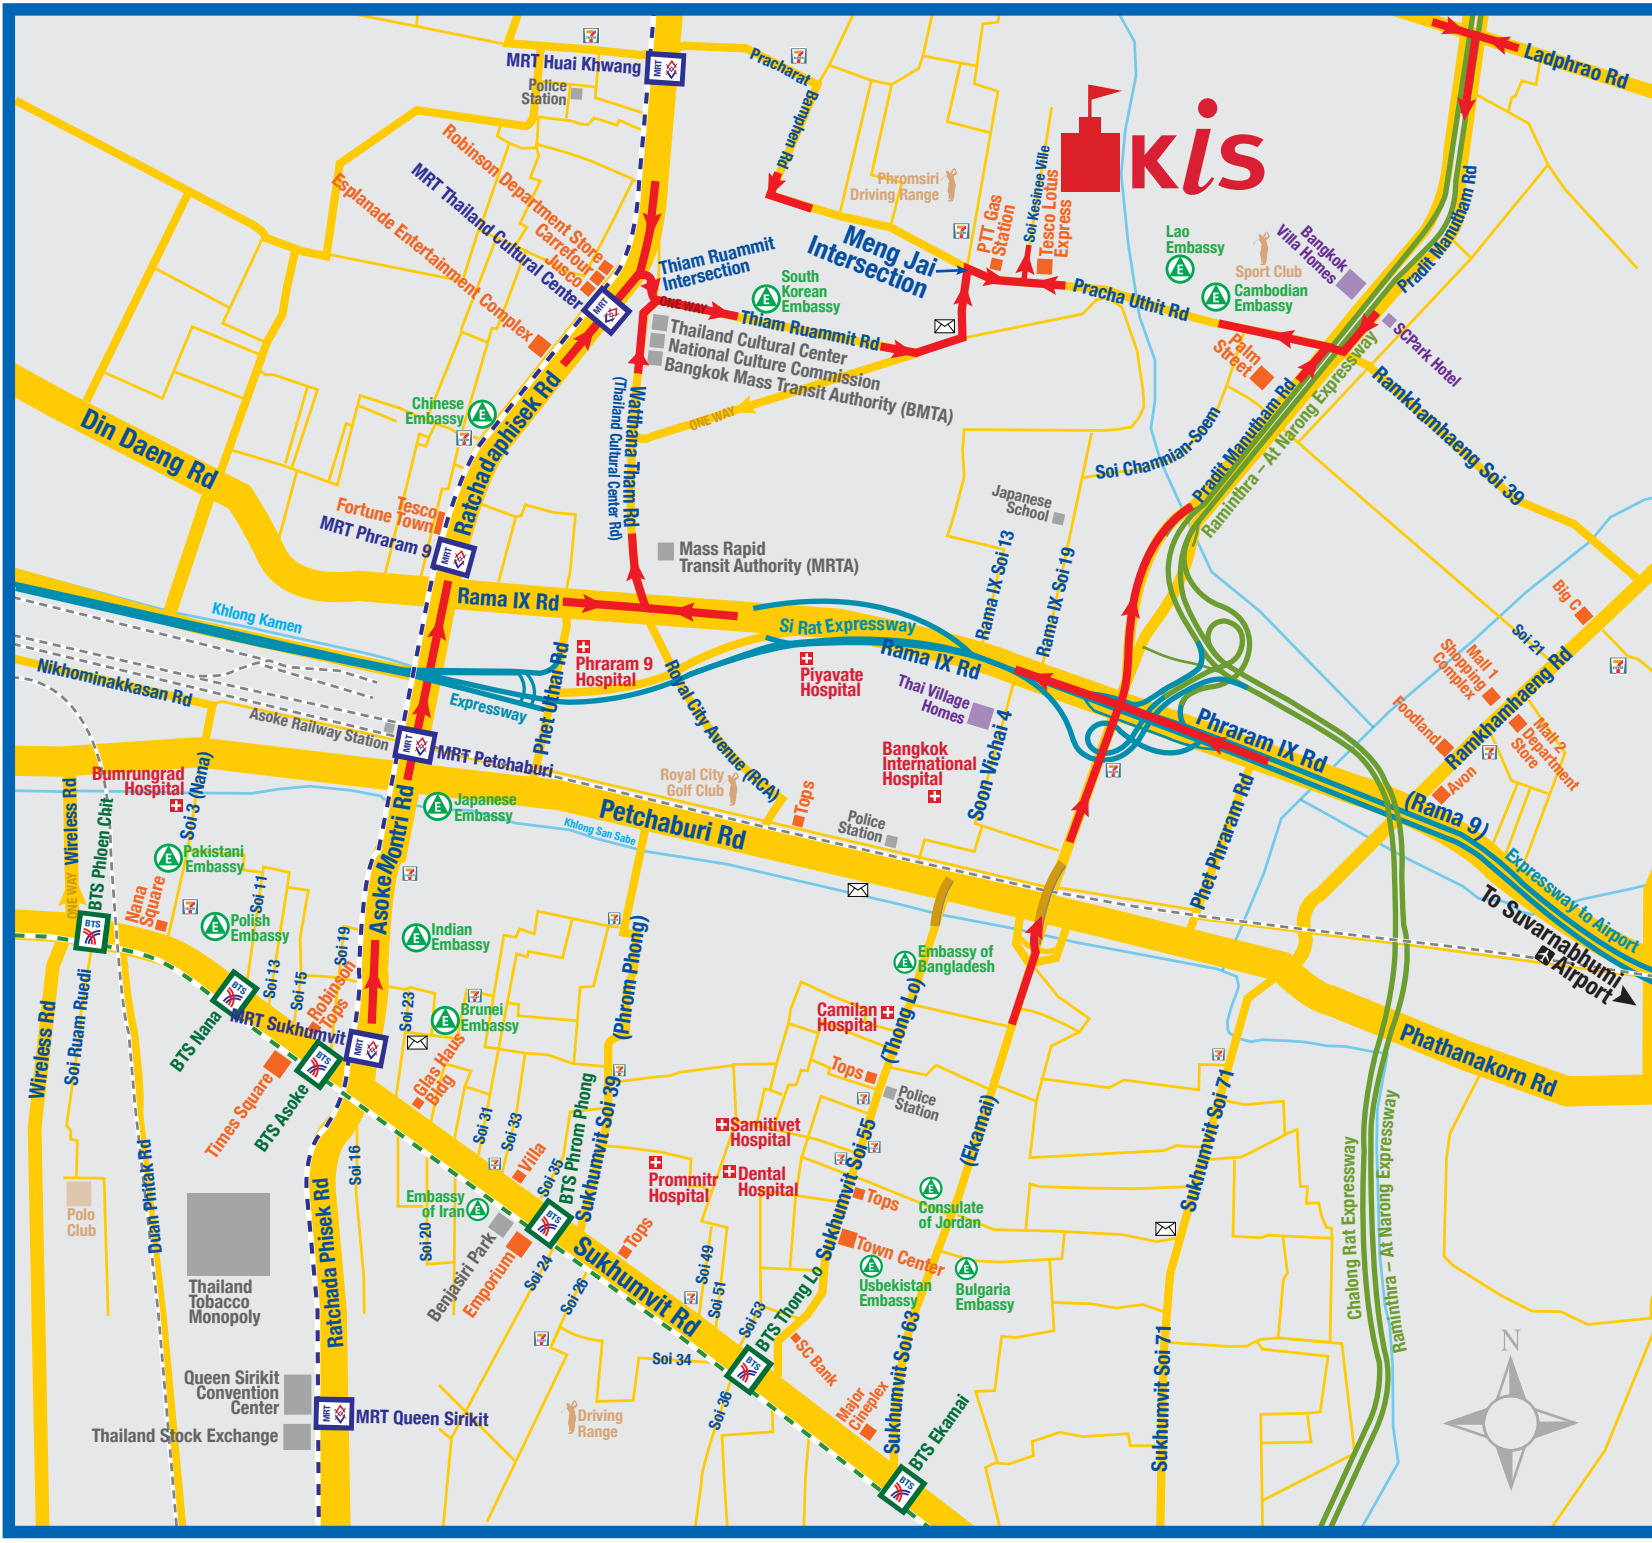 MRT Huai Khwang
MRT
Police
Station
Pracharat
Bamphen Rd
Ladphrao Rd
KiS
Robinson Department Store
Carrefour
Jusco
MRT Thailand Cultural Center
Esplanade Entertainment Complex
MRT
Thiam Ruammit
Intersection
ONE WAY
South
Korean
Embassy
Thiam Ruammit Rd
Thailand Cultural Center
National Culture Commission
Bangkok Mass Transit Authority (BMTA)
ONE WAY
Phromsiri
Driving Range
Meng Jai
Intersection
PTT Gas
Station
Soi Kesinee Ville
Tesco Lotus
Express
Pracha Uthit Rd
Lao
Embassy
Cambodian
Embassy
Sport Club
Bangkok
Villa Homes
Pradit Manutham Rd
SCPark Hotel
Palm
Street
Ramkhamhaeng Soi 39
Pradit Manutham Rd
Raminthra – At Narong Expressway
Soi Chamnian-Soem
Japanese
School
Rama IX Soi 13
Rama IX Soi 19
Din Daeng Rd
Chinese
Embassy
Ratchadaphisek Rd
Watthana Tham Rd
(Thailand Cultural Center Rd)
Tesco
Fortune Town
MRT Phraram 9
MRT
Mass Rapid
Transit Authority (MRTA)
Rama IX Rd
Si Rat Expressway
Rama IX Rd
Khlong Kamen
Nikhominakkasan Rd
Expressway
Phet Uthai Rd
Phraram 9
Hospital
Royal City Avenue (RCA)
Piyavate
Hospital
Thai Village
Homes
Asoke Railway Station
MRT
MRT Petchaburi
Bangkok
International
Hospital
Soon Vichai 4
Phraram IX Rd
(Rama 9)
Big C
Soi 21
Mall 1
Shopping
Complex
Ramkhamhaeng Rd
Foodland
Mall 2
Department
Store
Avon
Expressway to Airport
To Suvarnabhumi
Airport
Phet Phraram Rd
Royal City
Golf Club
Tops
Police
Station
Petchaburi Rd
Khlong San Sabe
Japanese
Embassy
Asoke Montri Rd
Bumrungrad
Hospital
Soi 3 (Nana)
ONE WAY
Wireless Rd
BTS Phloen Chit
BTS
Pakistani
Embassy
Nana
Square
Polish
Embassy
Soi 11
Soi 13
Soi 15
Soi 19
Robinson
Tops
Indian
Embassy
Brunei
Embassy
Soi 23
BTS
BTS Nana
MRT Sukhumvit
MRT
Wireless Rd
Soi Ruam Ruedi
Times Square
BTS Asoke
BTS
Glas Haus
Bldg
Soi 31
Soi 33
Soi 35
Villa
(Phrom Phong)
Sukhumvit Soi 39
BTS Phrom Phong
BTS
Embassy of
Bangladesh
Camilan
Hospital
(Thong Lo)
Tops
Police
Station
Samitivet
Hospital
Prommitr
Hospital
Dental
Hospital
Sukhumvit Soi 55
Tops
(Ekamai)
Consulate
of Jordan
Town Center
Usbekistan
Embassy
Bulgaria
Embassy
Sukhumvit Soi 71
Phathanakorn Rd
Chalong Rat Expressway
Raminthra – At Narong Expressway
Polo
Club
Duan Phitak Rd
Thailand
Tobacco
Monopoly
Ratchada Phisek Rd
Soi 16
Soi 20
Embassy
of Iran
Benjasiri Park
Emporium
Soi 24
Soi 26
Tops
Sukhumvit Rd
Soi 49
Soi 51
Soi 53
BTS Thong Lo
BTS
Soi 34
Soi 36
SC Bank
Major
Cineplex
Sukhumvit Soi 63
BTS Ekamai
BTS
Sukhumvit Soi 71
Queen Sirikit
Convention
Center
MRT
MRT Queen Sirikit
Thailand Stock Exchange
Driving
Range
N